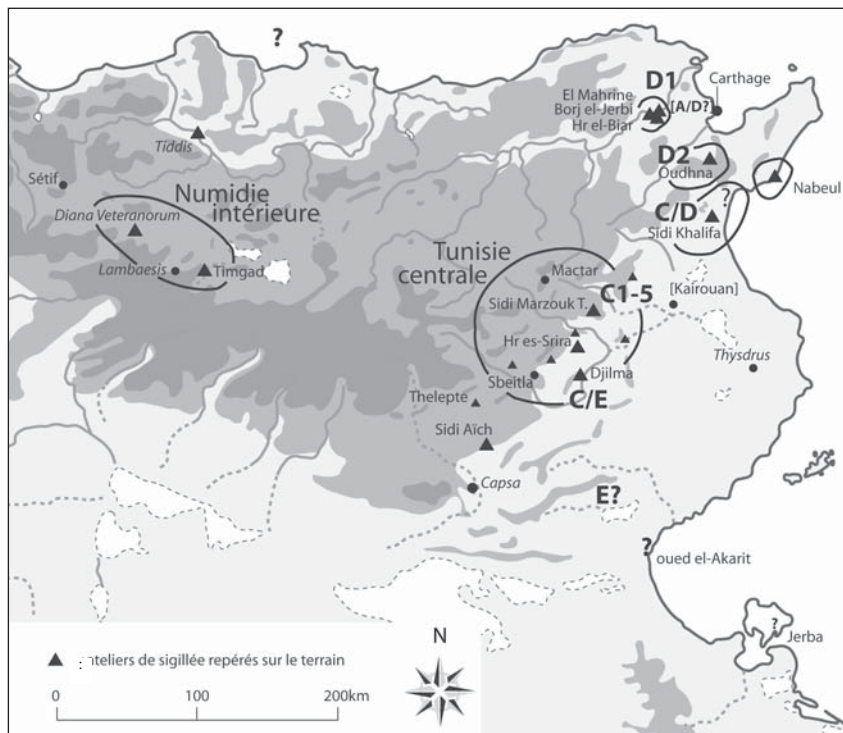 ?
D1
El Mahrine
Borj el-Jerbi
Hr el-Biar
[A/D?]
Carthage
Tiddis
D2
Oudhna
Nabeul
Sétif
Numidie
intérieure
Diana Veteranorum
C/D
?
Sidi Khalifa
Lambaesis
Timgad
Tunisie
centrale
Mactar
C1-5
Sidi Marzouk T.
[Kairouan]
Hr es-Srira
Thysdrus
Sbeitla
Djilma
C/E
Thelepte
Sidi Aïch
Capsa
E?
?
oued el-Akarit
?
Jerba
N
: ateliers de sigillée repérés sur le terrain
0 100 200km